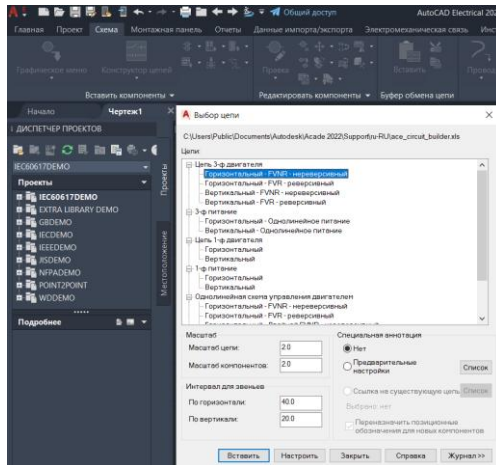 Общий доступ
AutoCAD Electrical 202
Главная Проект Схема Монтажная панель Отчеты Данные импорта/экспорта Электромеханическая связь Инс
Графическое меню Конструктор цепей Правка Вставить Провод
Вставить компоненты Редактировать компоненты Буфер обмена цепи
Начало Чертеж1
ДИСПЕТЧЕР ПРОЕКТОВ
IEC60617DEMO
Проекты
IEC60617DEMO
EXTRA LIBRARY DEMO
GBDEMO
IECDEMO
IEEEDEMO
JISDEMO
NFPADEMO
POINT2POINT
WDDEMO
Подробнее
Проекты
Местоположение
Выбор цепи
C:\Users\Public\Documents\Autodesk\Acade 2022\Support\ru-RU\ace_circuit_builder.xls
Цепи:
Цепь 3-ф двигателя
Горизонтальный - FVNR - нереверсивный
Горизонтальный - FVR - реверсивный
Вертикальный - FVNR - нереверсивный
Вертикальный - FVR - реверсивный
3-ф питание
Горизонтальный - Однолинейное питание
Вертикальный - Однолинейное питание
Цепь 1-ф двигателя
Горизонтальный
Вертикальный
1-ф питание
Горизонтальный
Вертикальный
Однолинейная схема управления двигателем
Горизонтальный - FVNR - нереверсивный
Горизонтальный - FVR - реверсивный
Масштаб
Масштаб цепи: 2.0
Масштаб компонентов: 2.0
Интервал для звеньев
По горизонтали: 40.0
По вертикали: 20.0
Специальная аннотация
Нет
Предварительные настройки Список
Ссылка на существующую цепь Список
Выбрано: нет
Переназначить позиционные
обозначения для новых компонентов
Вставить Настроить Закрыть Справка Журнал >>